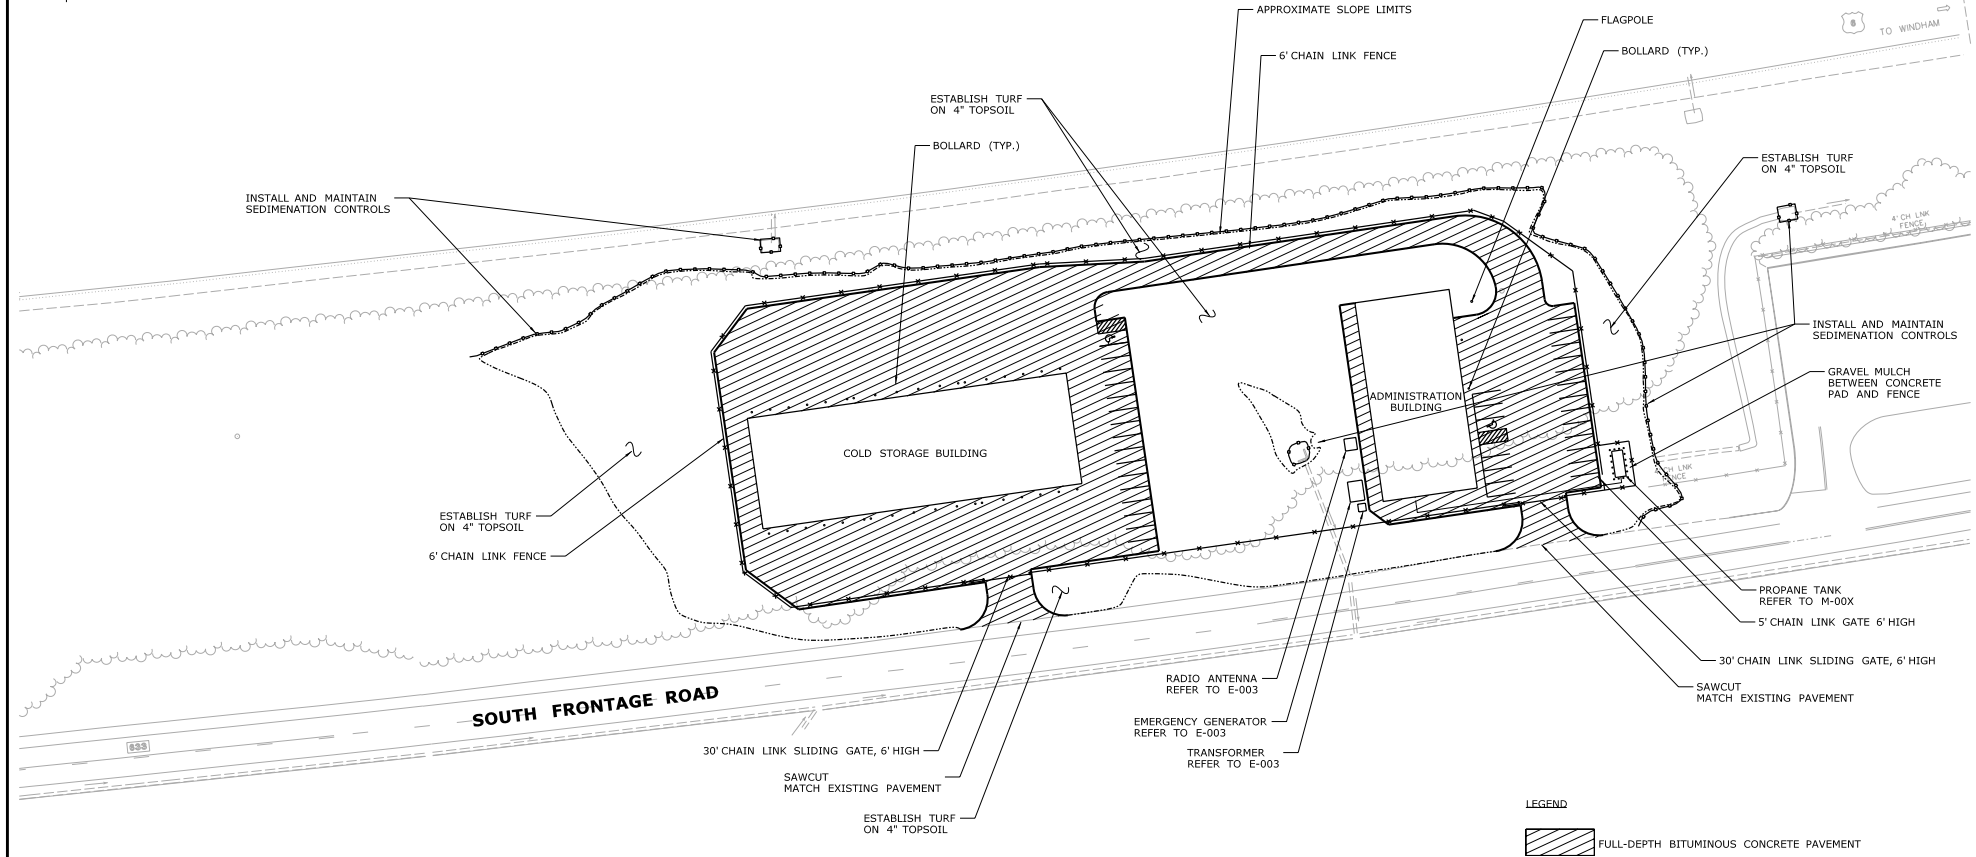 APPROXIMATE SLOPE LIMITS
FLAGPOLE
6
TO WINDHAM
6' CHAIN LINK FENCE
BOLLARD (TYP.)
ESTABLISH TURF
ON 4" TOPSOIL
BOLLARD (TYP.)
ESTABLISH TURF
ON 4" TOPSOIL
INSTALL AND MAINTAIN
SEDIMENATION CONTROLS
4' CH LNK
FENCE
INSTALL AND MAINTAIN
SEDIMENATION CONTROLS
GRAVEL MULCH
BETWEEN CONCRETE
PAD AND FENCE
ADMINISTRATION
BUILDING
COLD STORAGE BUILDING
CH LNK
ESTABLISH TURF
ON 4" TOPSOIL
6' CHAIN LINK FENCE
PROPANE TANK
REFER TO M-00X
5' CHAIN LINK GATE 6' HIGH
30' CHAIN LINK SLIDING GATE, 6' HIGH
SAWCUT
MATCH EXISTING PAVEMENT
RADIO ANTENNA
REFER TO E-003
SOUTH FRONTAGE ROAD
633
EMERGENCY GENERATOR
REFER TO E-003
30' CHAIN LINK SLIDING GATE, 6' HIGH
TRANSFORMER
REFER TO E-003
SAWCUT
MATCH EXISTING PAVEMENT
ESTABLISH TURF
ON 4" TOPSOIL
LEGEND
FULL-DEPTH BITUMINOUS CONCRETE PAVEMENT